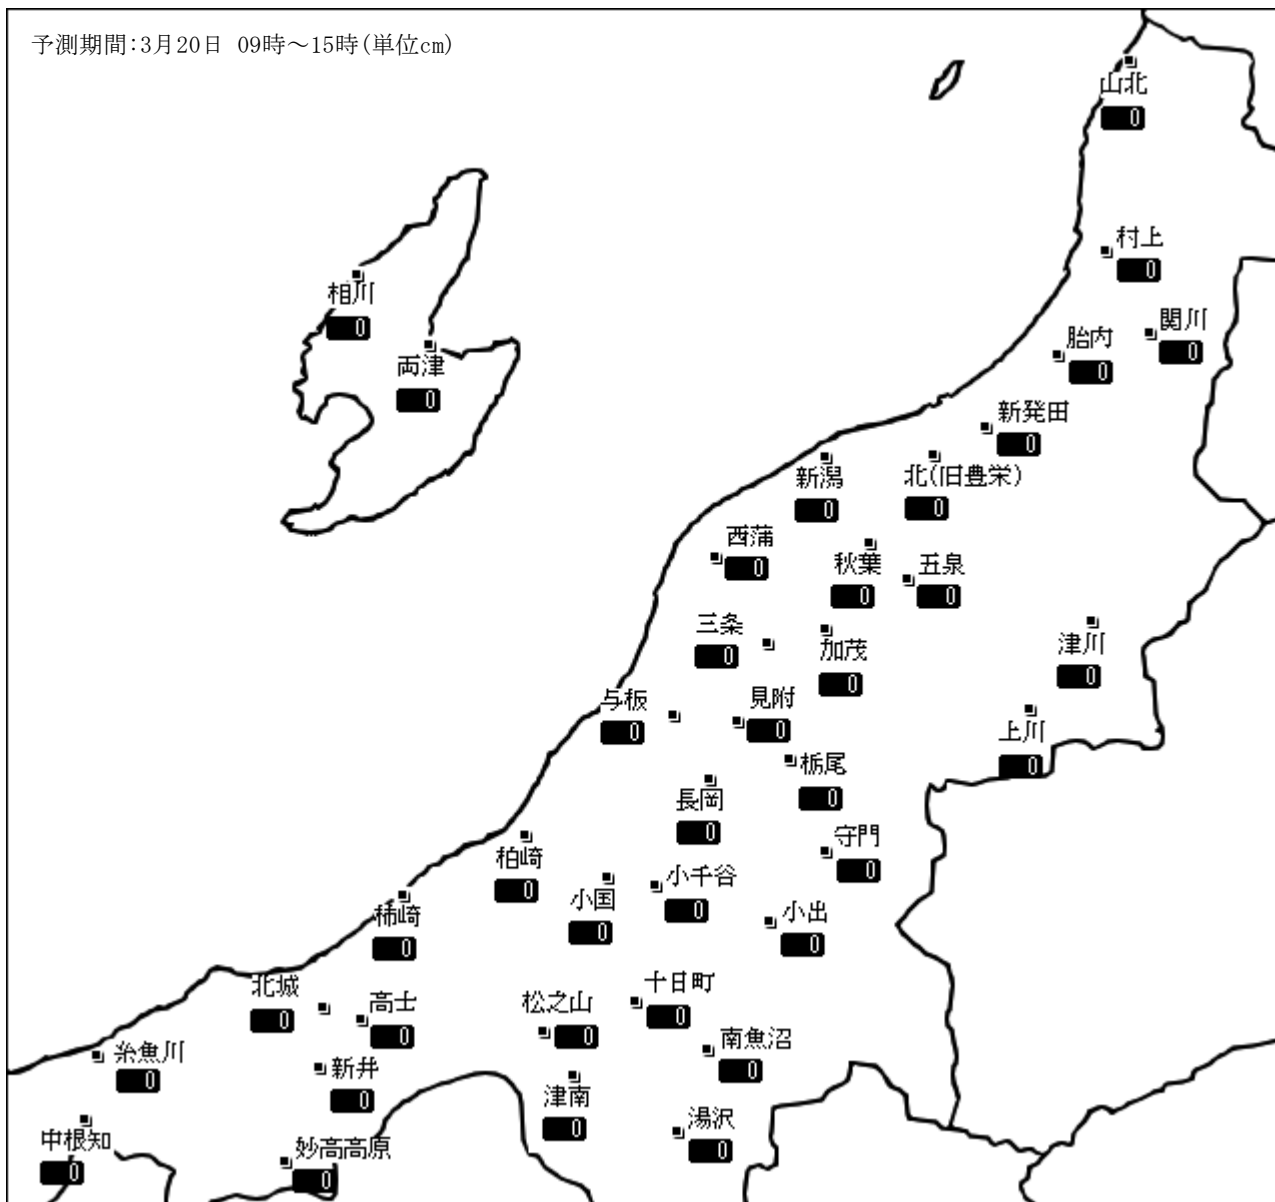 予測期間:3月20日 09時～15時(単位cm)
山北
0
村上
0
相川
0
関川
0
胎内
0
両津
0
新発田
0
新潟
0
北(旧豊栄)
0
西蒲
0
秋葉
0
五泉
0
三条
0
加茂
0
津川
0
与板
0
見附
0
上川
0
栃尾
0
長岡
0
守門
0
柏崎
0
小千谷
0
小国
0
小出
0
柿崎
0
北城
0
高士
0
松之山
0
十日町
0
南魚沼
0
糸魚川
0
新井
0
津南
0
湯沢
0
中根知
0
妙高高原
0